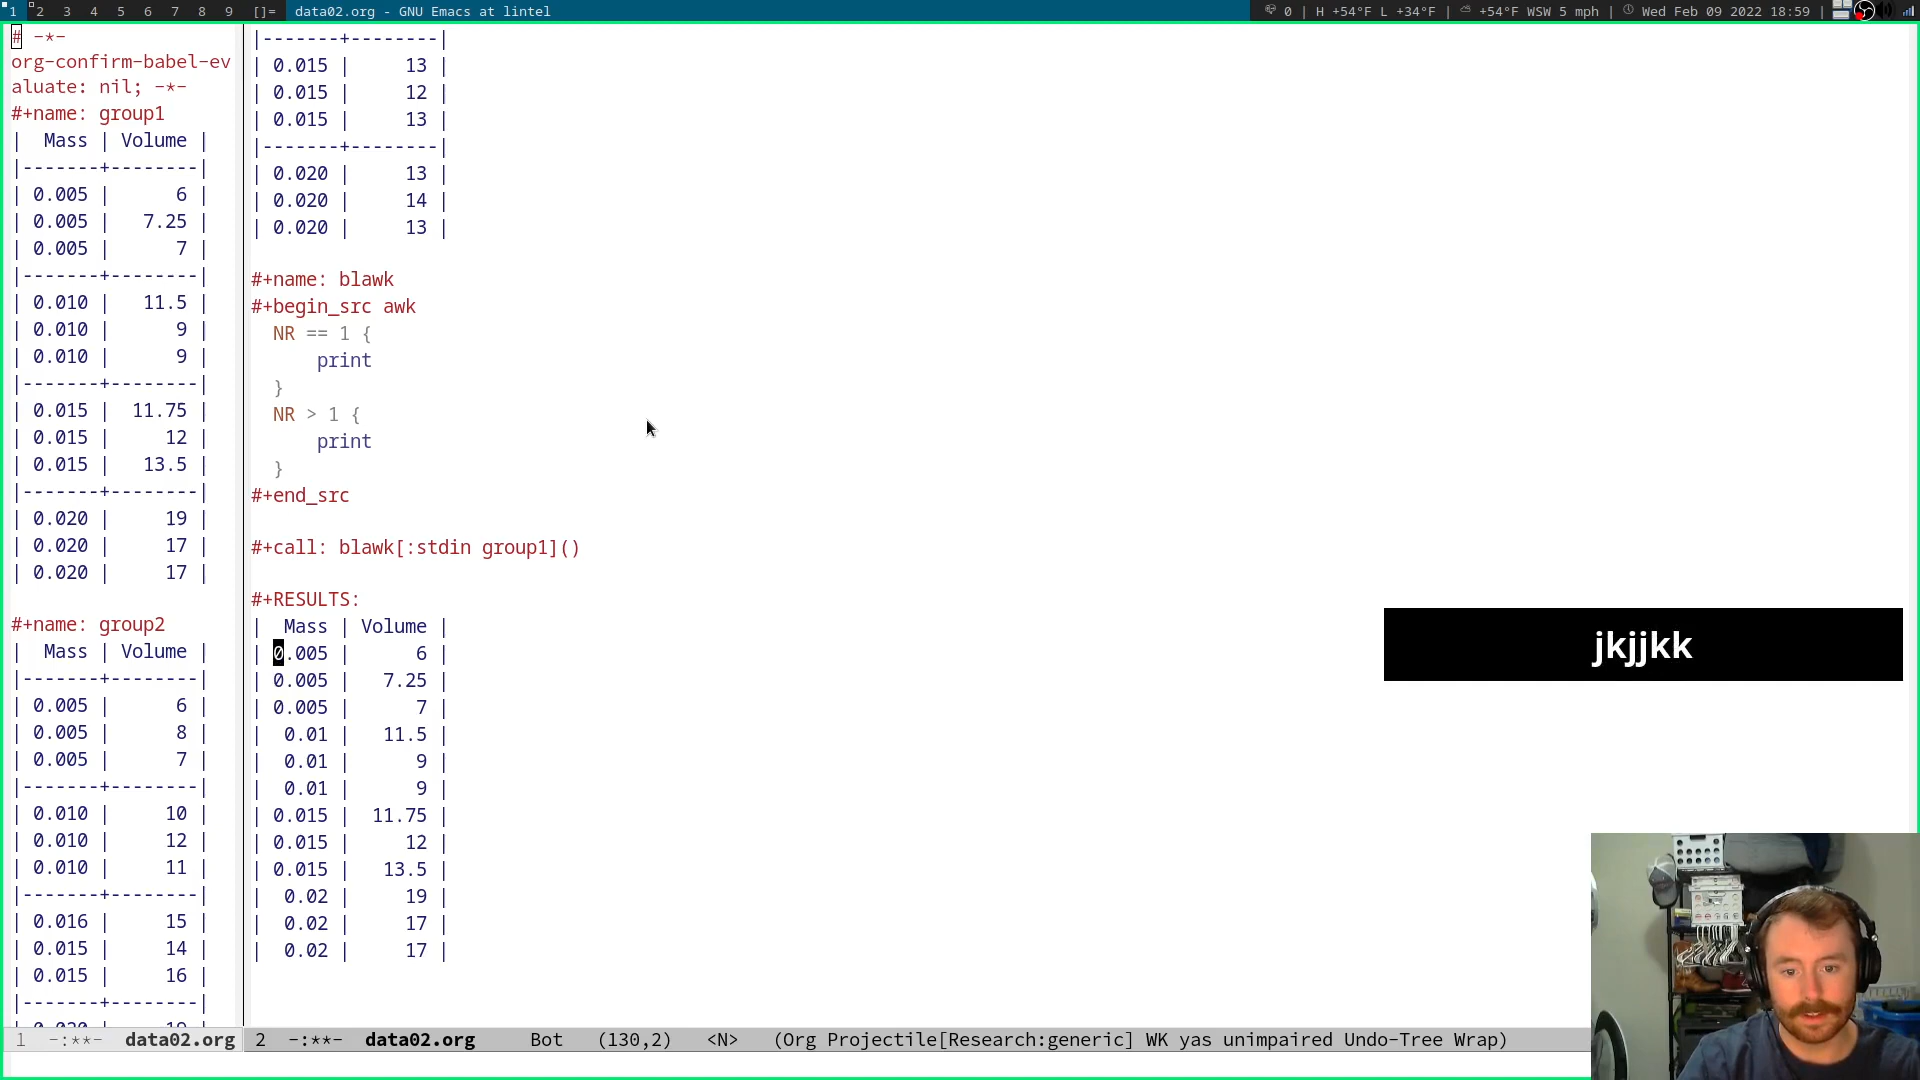 1 2 3 4 5 6 7 8 9 []= data02.org - GNU Emacs at lintel 0 | H +54°F L +34°F | +54°F WSW 5 mph | Wed Feb 09 2022 18:59 |
# -*-
org-confirm-babel-ev
aluate: nil; -*-
#+name: group1
| Mass | Volume |
|-------+--------|
| 0.005 | 6 |
| 0.005 | 7.25 |
| 0.005 | 7 |
|-------+--------|
| 0.010 | 11.5 |
| 0.010 | 9 |
| 0.010 | 9 |
|-------+--------|
| 0.015 | 11.75 |
| 0.015 | 12 |
| 0.015 | 13.5 |
|-------+--------|
| 0.020 | 19 |
| 0.020 | 17 |
| 0.020 | 17 |
#+name: group2
| Mass | Volume |
|-------+--------|
| 0.005 | 6 |
| 0.005 | 8 |
| 0.005 | 7 |
|-------+--------|
| 0.010 | 10 |
| 0.010 | 12 |
| 0.010 | 11 |
|-------+--------|
| 0.016 | 15 |
| 0.015 | 14 |
| 0.015 | 16 |
|-------+--------|
|-------+--------|
| 0.015 | 13 |
| 0.015 | 12 |
| 0.015 | 13 |
|-------+--------|
| 0.020 | 13 |
| 0.020 | 14 |
| 0.020 | 13 |
#+name: blawk
#+begin_src awk
NR == 1 {
print
}
NR > 1 {
print
}
#+end_src
#+call: blawk[:stdin group1]()
#+RESULTS:
| Mass | Volume |
| 0.005 | 6 |
| 0.005 | 7.25 |
| 0.005 | 7 |
| 0.01 | 11.5 |
| 0.01 | 9 |
| 0.01 | 9 |
| 0.015 | 11.75 |
| 0.015 | 12 |
| 0.015 | 13.5 |
| 0.02 | 19 |
| 0.02 | 17 |
| 0.02 | 17 |
jkjjkk
1 -:**- data02.org
2 -:**- data02.org Bot (130,2) <N> (Org Projectile[Research:generic] WK yas unimpaired Undo-Tree Wrap)